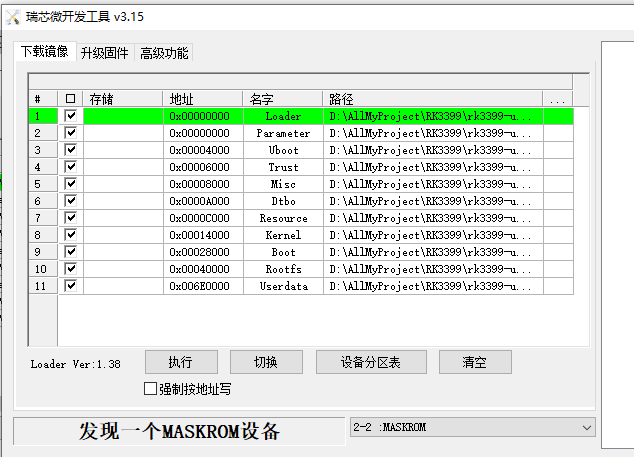 瑞芯微开发工具 v3.15
下载镜像 升级固件 高级功能
# 存储 地址 名字 路径 ...
1 0x00000000 Loader D:\AllMyProject\RK3399\rk3399-u...
2 0x00000000 Parameter D:\AllMyProject\RK3399\rk3399-u...
3 0x00004000 Uboot D:\AllMyProject\RK3399\rk3399-u...
4 0x00006000 Trust D:\AllMyProject\RK3399\rk3399-u...
5 0x00008000 Misc D:\AllMyProject\RK3399\rk3399-u...
6 0x0000A000 Dtbo D:\AllMyProject\RK3399\rk3399-u...
7 0x0000C000 Resource D:\AllMyProject\RK3399\rk3399-u...
8 0x00014000 Kernel D:\AllMyProject\RK3399\rk3399-u...
9 0x00028000 Boot D:\AllMyProject\RK3399\rk3399-u...
10 0x00040000 Rootfs D:\AllMyProject\RK3399\rk3399-u...
11 0x006E0000 Userdata D:\AllMyProject\RK3399\rk3399-u...
Loader Ver:1.38 执行 切换 设备分区表 清空
强制按地址写
发现一个MASKROM设备 2-2 :MASKROM